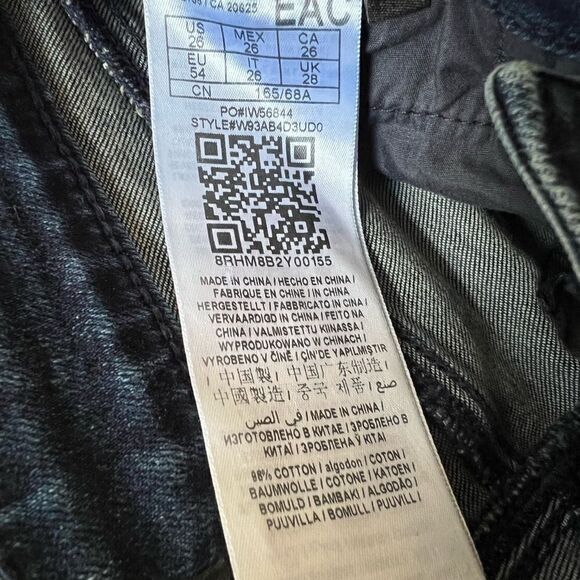 CA 20625
EAC
US 26 MEX 26 CA 26
EU 54 IT 26 UK 28
CN 165/68A
PO#IW56844
STYLE#W93AB4D3UD0
8RHM8B2Y00155
MADE IN CHINA / HECHO EN CHINA /
FABRIQUE EN CHINE / IN CHINA
HERGESTELLT / FABBRICATO IN CINA /
VERVAARDIGD IN CHINA / FEITO NA
CHINA / VALMISTETTU KIINASSA /
WYPRODUKOWANO W CHINACH /
VYROBENO V ČÍNĚ / ÇİN'DE YAPILMIŞTIR
/ 中国製 / 中国广东制造 /
中國製造 / 중국 제품 / صنع
في الصين / MADE IN CHINA /
ИЗГОТОВЛЕНО В КИТАЕ / ЗРОБЛЕНО
ЗРОБЛЕНО У КИТАЇ
98% COTTON / algodon / COTON /
BAUMWOLLE / COTONE / KATOEN /
BOMULD / BAMBAKI / ALGODÃO /
PUUVILLA / BOMULL / PUUVILLI /